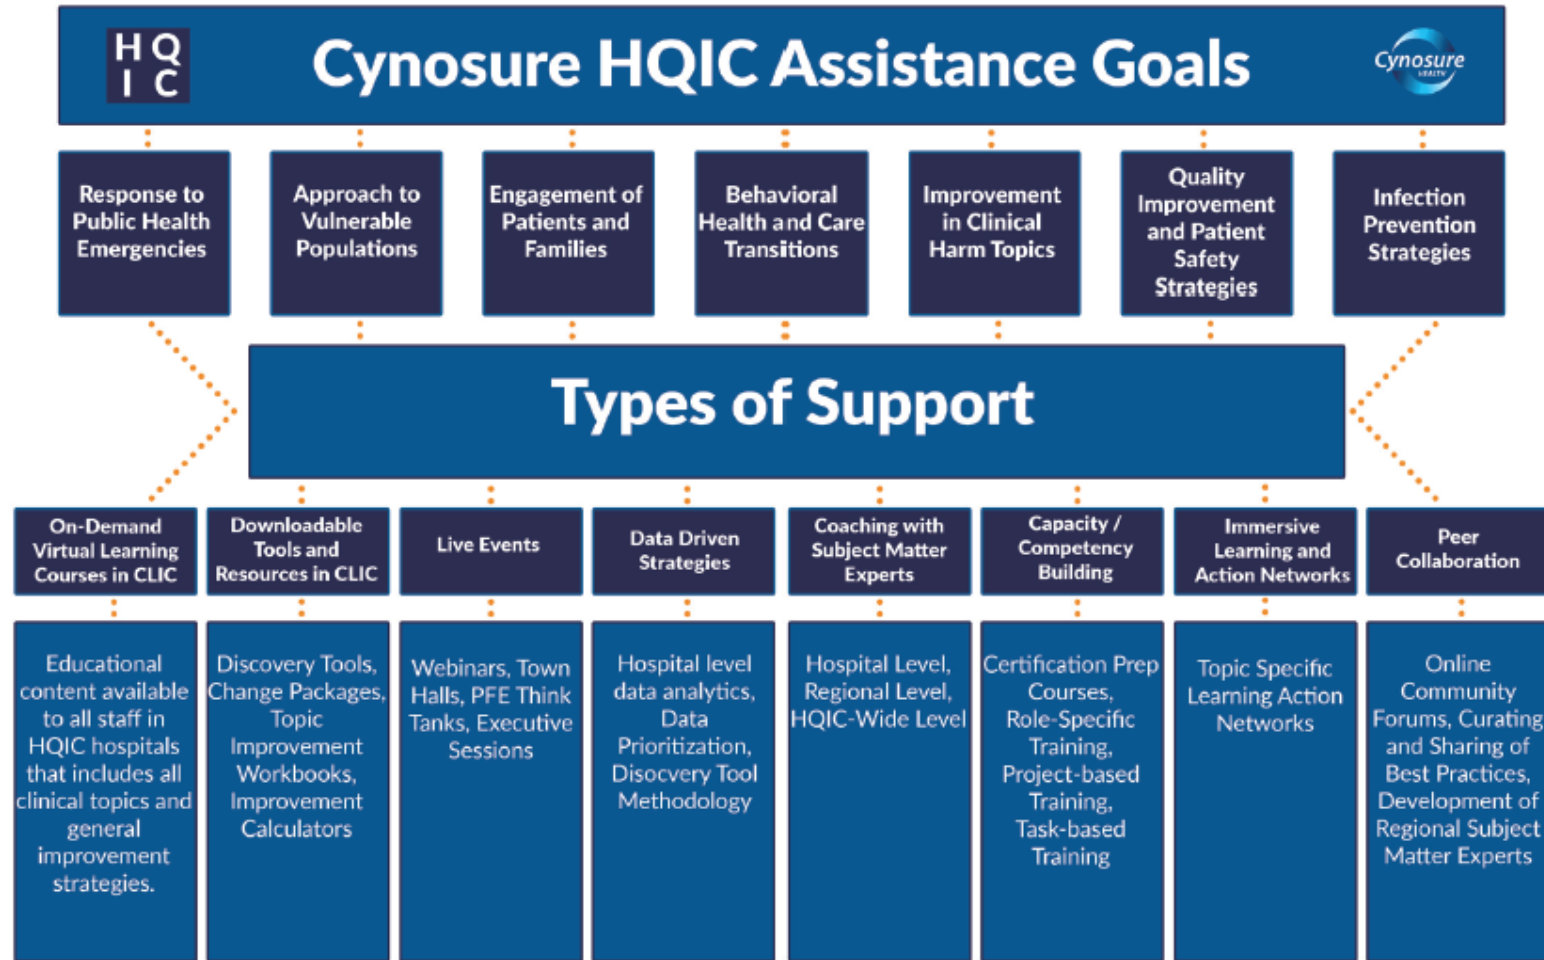 H Q
I C
Cynosure HQIC Assistance Goals
Cynosure
HEALTH
Response to
Public Health
Emergencies
Approach to
Vulnerable
Populations
Engagement of
Patients and
Families
Behavioral
Health and Care
Transitions
Improvement
in Clinical
Harm Topics
Quality
Improvement
and Patient
Safety
Strategies
Infection
Prevention
Strategies
Types of Support
On-Demand
Virtual Learning
Courses in CLIC
Downloadable
Tools and
Resources in CLIC
Live Events
Data Driven
Strategies
Coaching with
Subject Matter
Experts
Capacity /
Competency
Building
Immersive
Learning and
Action Networks
Peer
Collaboration
Educational
content available
to all staff in
HQIC hospitals
that includes all
clinical topics and
general
improvement
strategies.
Discovery Tools,
Change Packages,
Topic
Improvement
Workbooks,
Improvement
Calculators
Webinars, Town
Halls, PFE Think
Tanks, Executive
Sessions
Hospital level
data analytics,
Data
Prioritization,
Disocvery Tool
Methodology
Hospital Level,
Regional Level,
HQIC-Wide Level
Certification Prep
Courses,
Role-Specific
Training,
Project-based
Training,
Task-based
Training
Topic Specific
Learning Action
Networks
Online
Community
Forums, Curating
and Sharing of
Best Practices,
Development of
Regional Subject
Matter Experts